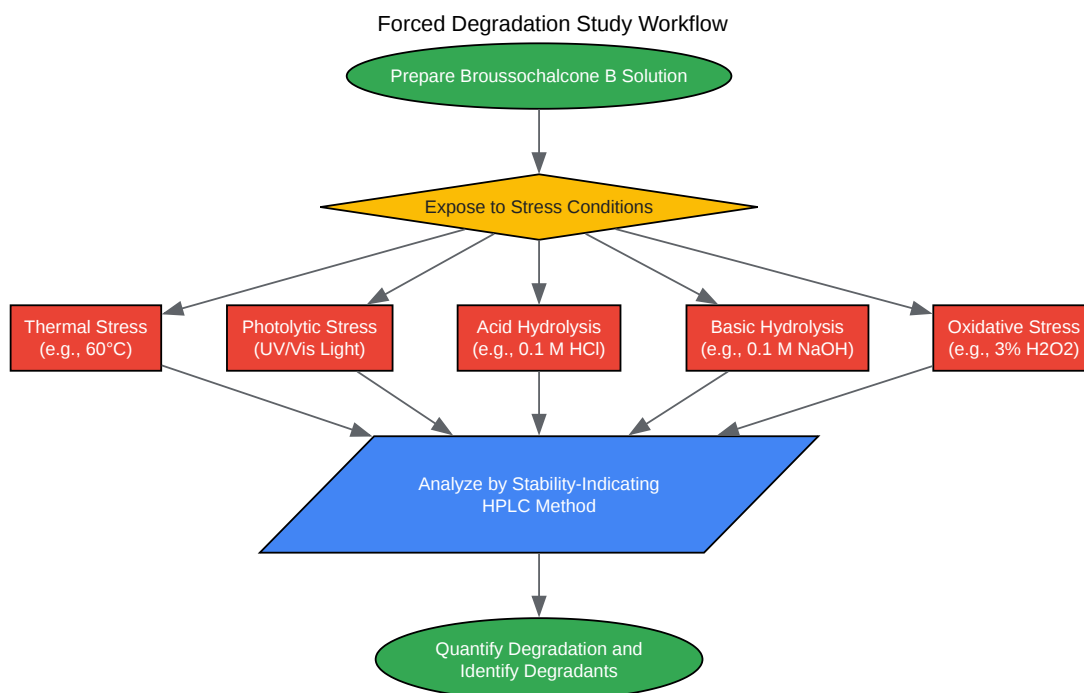 Forced Degradation Study Workflow
Prepare Broussochalcone B Solution
Expose to Stress Conditions
Thermal Stress
(e.g., 60°C)
Photolytic Stress
(UV/Vis Light)
Acid Hydrolysis
(e.g., 0.1 M HCl)
Basic Hydrolysis
(e.g., 0.1 M NaOH)
Oxidative Stress
(e.g., 3% H2O2)
Analyze by Stability-Indicating
HPLC Method
Quantify Degradation and
Identify Degradants